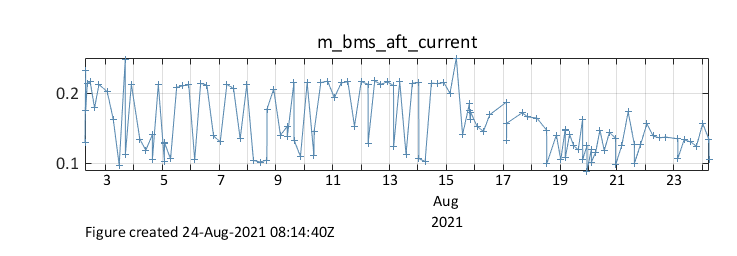 m_bms_aft_current
0.2
0.1
3 5 7 9 11 13 15 17 19 21 23
Aug
2021
Figure created 24-Aug-2021 08:14:40Z